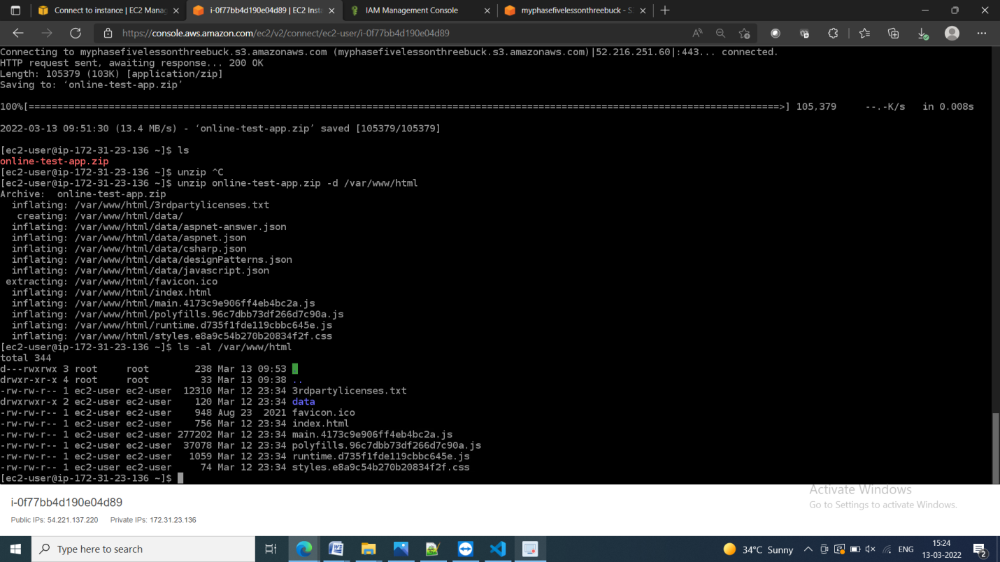 Connect to instance | EC2 Manag
i-0f77bb4d190e04d89 | EC2 Insta
IAM Management Console
myphasefivelessonthreebuck - S
https://console.aws.amazon.com/ec2/v2/connect/ec2-user/i-0f77bb4d190e04d89
Connecting to myphasefivelessonthreebuck.s3.amazonaws.com (myphasefivelessonthreebuck.s3.amazonaws.com)|52.216.251.60|:443... connected.
HTTP request sent, awaiting response... 200 OK
Length: 105379 (103K) [application/zip]
Saving to: ‘online-test-app.zip’
100%[===================================================================================================================================>] 105,379     --.-K/s   in 0.008s
2022-03-13 09:51:30 (13.4 MB/s) - ‘online-test-app.zip’ saved [105379/105379]
[ec2-user@ip-172-31-23-136 ~]$ ls
online-test-app.zip
[ec2-user@ip-172-31-23-136 ~]$ unzip ^C
[ec2-user@ip-172-31-23-136 ~]$ unzip online-test-app.zip -d /var/www/html
Archive:  online-test-app.zip
  inflating: /var/www/html/3rdpartylicenses.txt
   creating: /var/www/html/data/
  inflating: /var/www/html/data/aspnet-answer.json
  inflating: /var/www/html/data/aspnet.json
  inflating: /var/www/html/data/csharp.json
  inflating: /var/www/html/data/designPatterns.json
  inflating: /var/www/html/data/javascript.json
 extracting: /var/www/html/favicon.ico
  inflating: /var/www/html/index.html
  inflating: /var/www/html/main.4173c9e906ff4eb4bc2a.js
  inflating: /var/www/html/polyfills.96c7dbb73df266d7c90a.js
  inflating: /var/www/html/runtime.d735f1fde119cbbc645e.js
  inflating: /var/www/html/styles.e8a9c54b270b20834f2f.css
[ec2-user@ip-172-31-23-136 ~]$ ls -al /var/www/html
total 344
d---rwxrwx 3 root     root        238 Mar 13 09:53 .
drwxr-xr-x 4 root     root         33 Mar 13 09:38 ..
-rw-rw-r-- 1 ec2-user ec2-user  12310 Mar 12 23:34 3rdpartylicenses.txt
drwxrwxr-x 2 ec2-user ec2-user    120 Mar 12 23:34 data
-rw-rw-r-- 1 ec2-user ec2-user    948 Aug 23  2021 favicon.ico
-rw-rw-r-- 1 ec2-user ec2-user    756 Mar 12 23:34 index.html
-rw-rw-r-- 1 ec2-user ec2-user 277202 Mar 12 23:34 main.4173c9e906ff4eb4bc2a.js
-rw-rw-r-- 1 ec2-user ec2-user  37078 Mar 12 23:34 polyfills.96c7dbb73df266d7c90a.js
-rw-rw-r-- 1 ec2-user ec2-user   1059 Mar 12 23:34 runtime.d735f1fde119cbbc645e.js
-rw-rw-r-- 1 ec2-user ec2-user     74 Mar 12 23:34 styles.e8a9c54b270b20834f2f.css
[ec2-user@ip-172-31-23-136 ~]$
Activate Windows
Go to Settings to activate Windows.
i-0f77bb4d190e04d89
Public IPs: 54.221.137.220 Private IPs: 172.31.23.136
Type here to search
34°C Sunny
ENG
15:24
13-03-2022
2